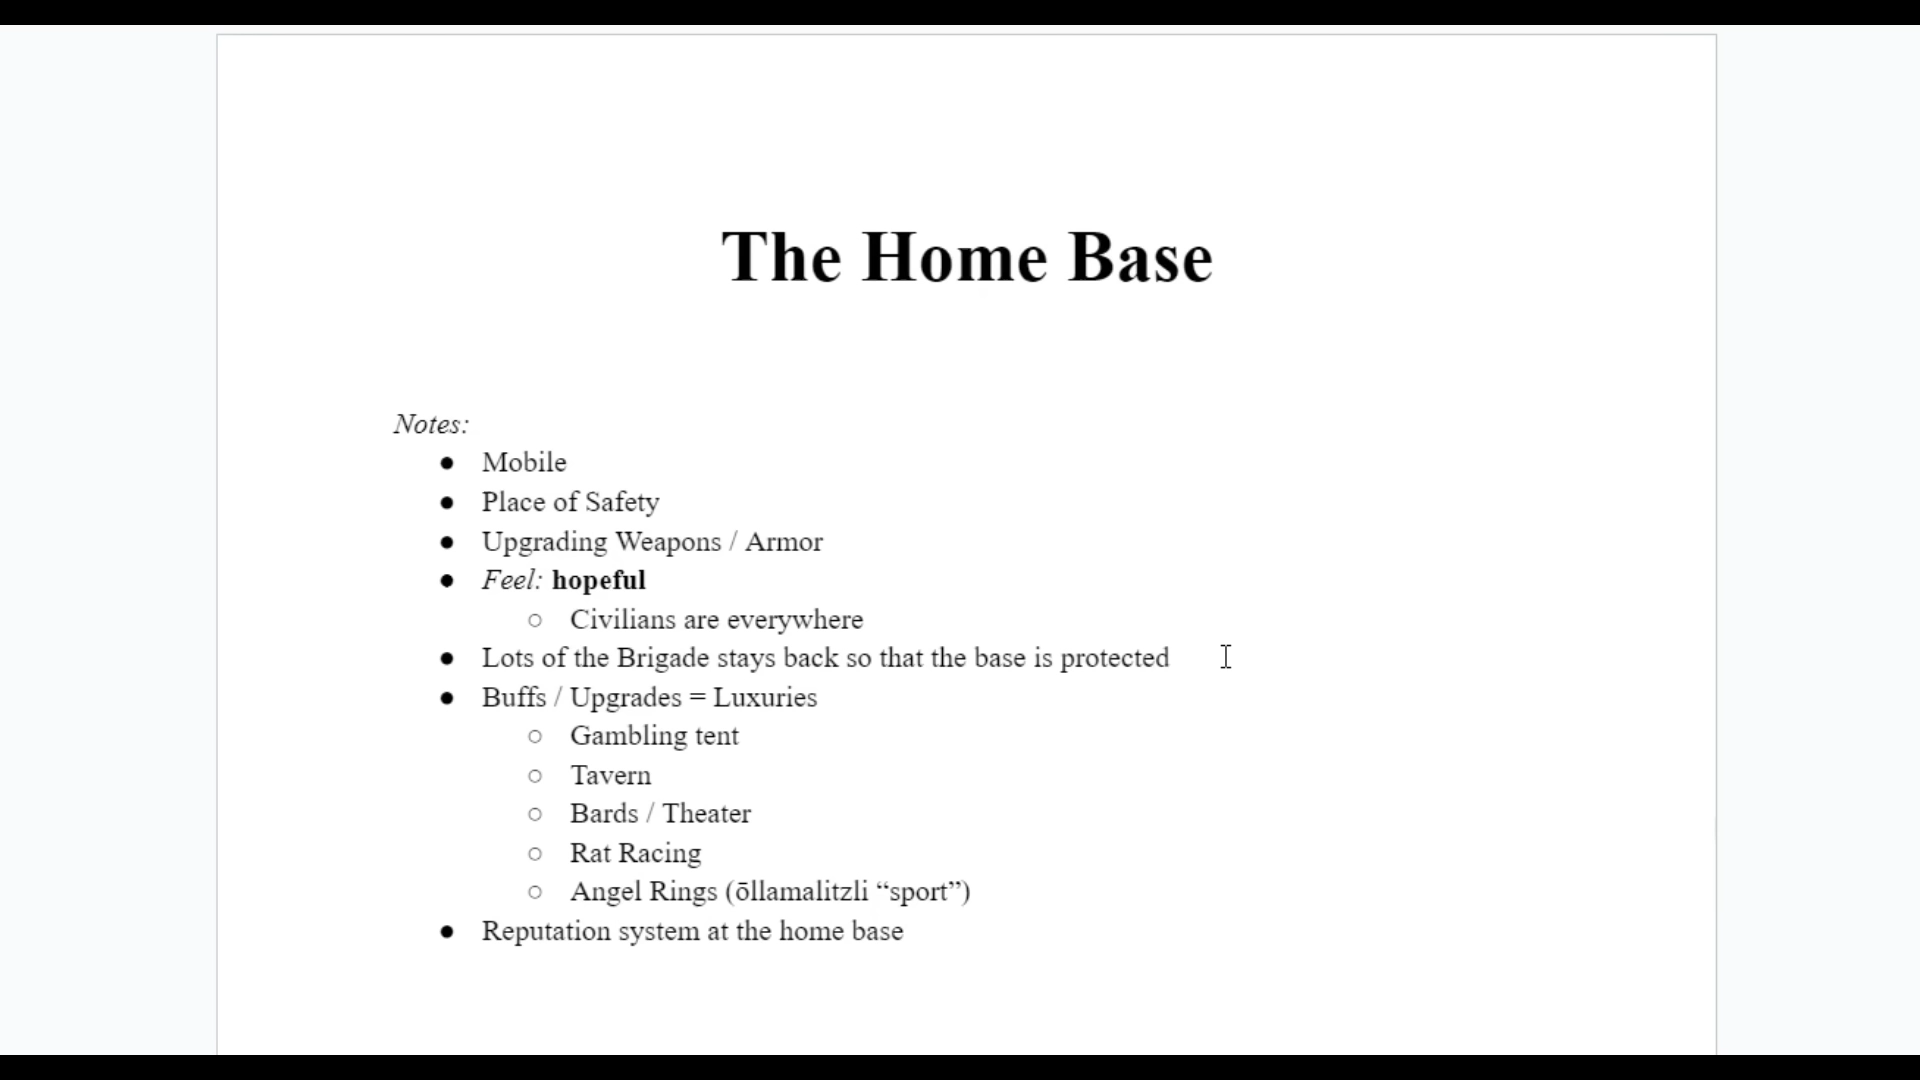 The Home Base
Notes:
● Mobile
● Place of Safety
● Upgrading Weapons / Armor
● Feel: hopeful
○ Civilians are everywhere
● Lots of the Brigade stays back so that the base is protected
● Buffs / Upgrades = Luxuries
○ Gambling tent
○ Tavern
○ Bards / Theater
○ Rat Racing
○ Angel Rings (ōllamalitzli “sport”)
● Reputation system at the home base